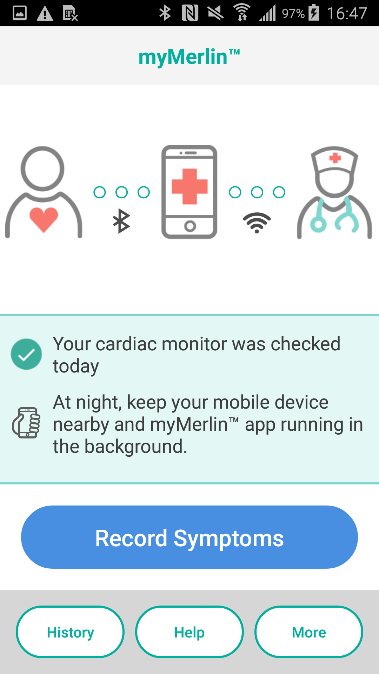 97% 16:47
myMerlin™
Your cardiac monitor was checked
today
At night, keep your mobile device
nearby and myMerlin™ app running in
the background.
Record Symptoms
History Help More